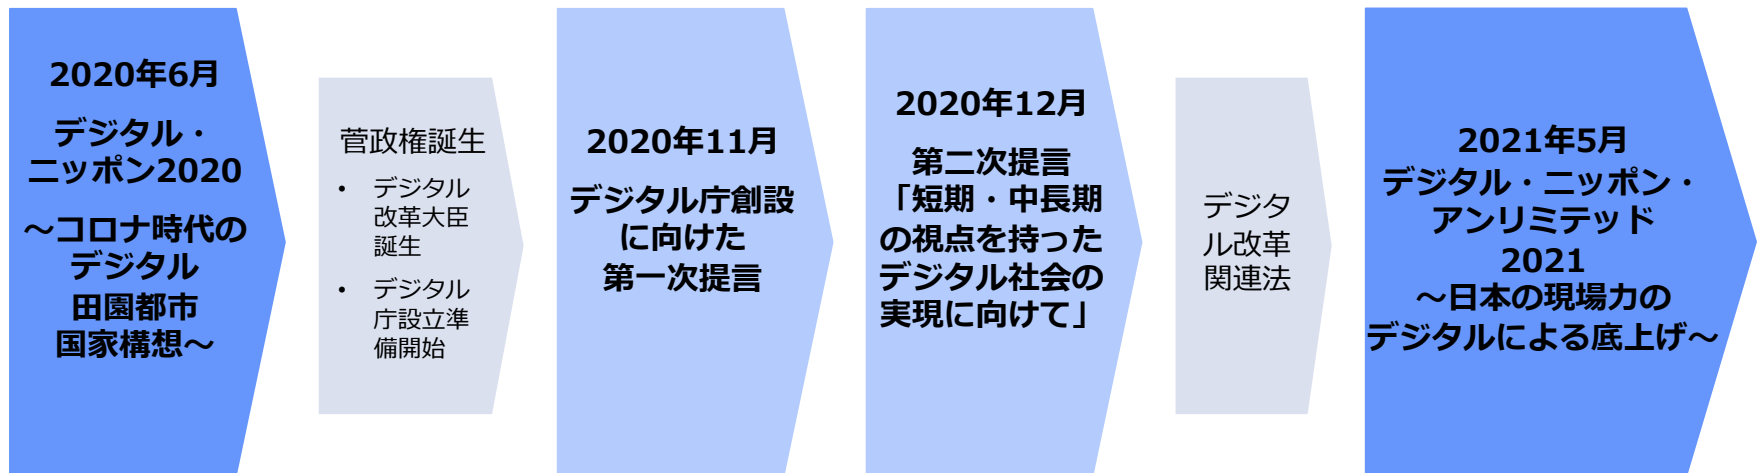 2020年6月
デジタル・
ニッポン2020
～コロナ時代の
デジタル
田園都市
国家構想～
菅政権誕生
• デジタル
改革大臣
誕生
• デジタル
庁設立準
備開始
2020年11月
デジタル庁創設
に向けた
第一次提言
2020年12月
第二次提言
「短期・中長期
の視点を持った
デジタル社会の
実現に向けて」
デジタ
ル改革
関連法
2021年5月
デジタル・ニッポン・
アンリミテッド
2021
～日本の現場力の
デジタルによる底上げ～